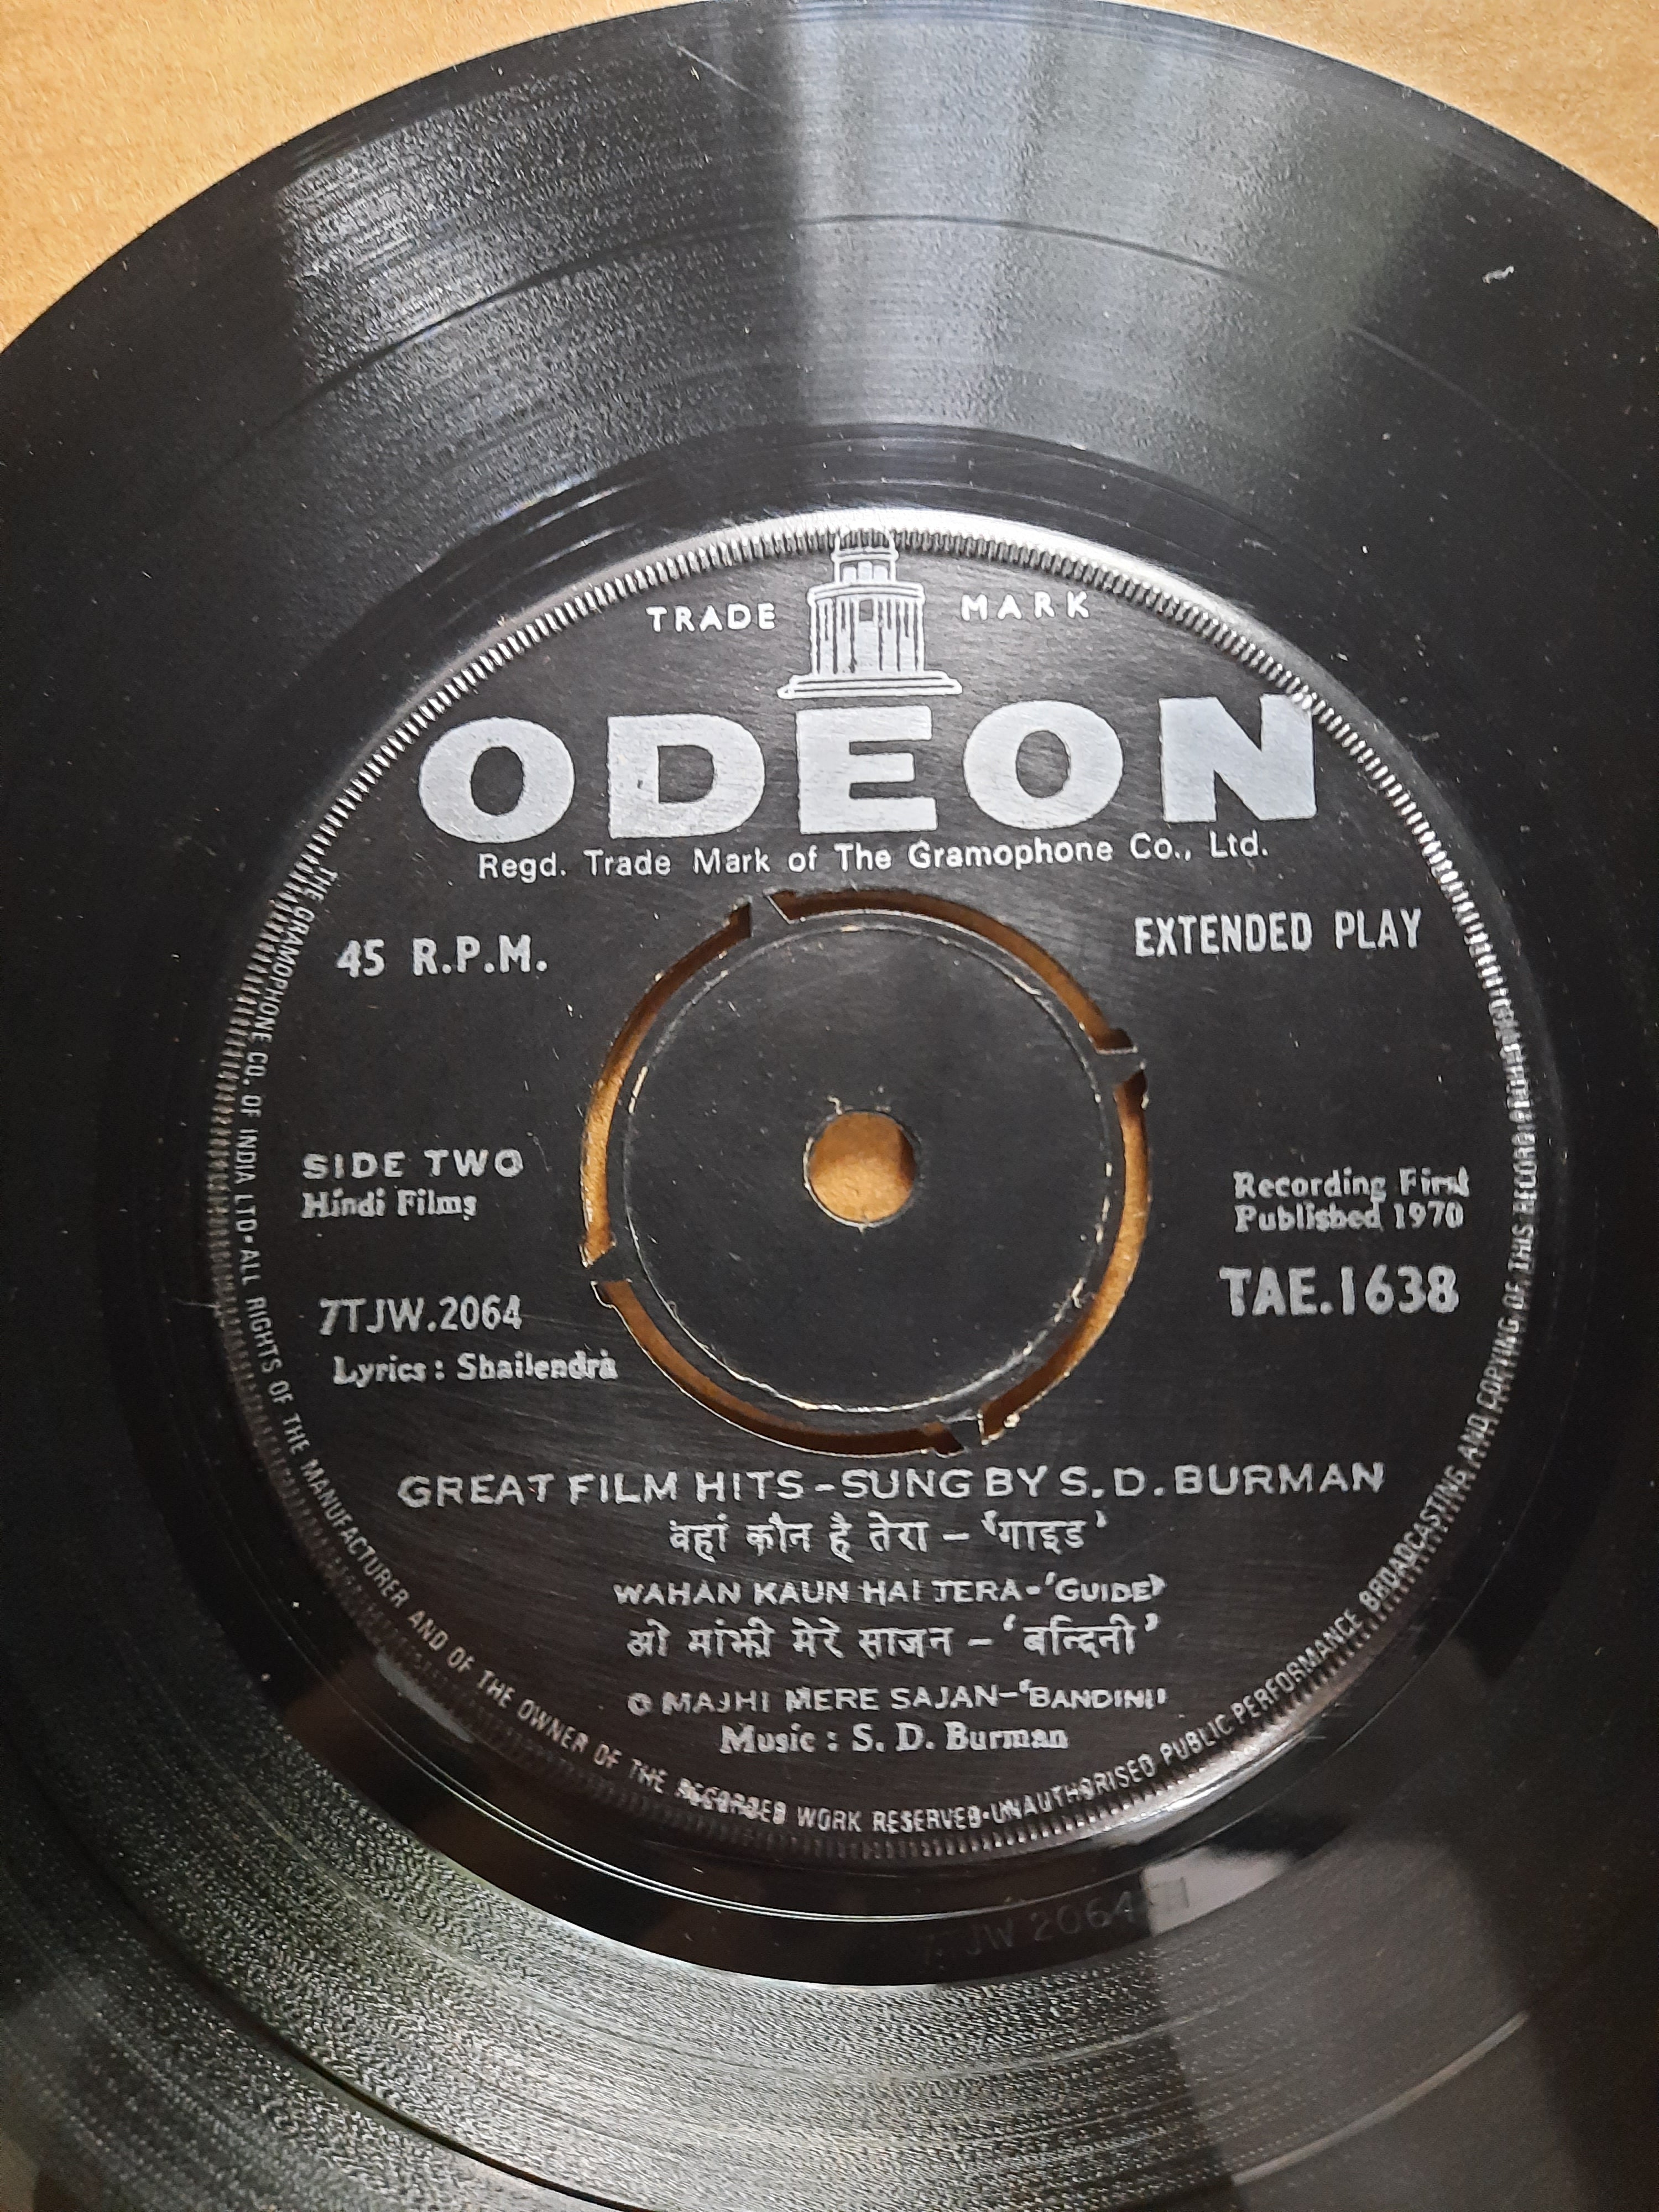 TRADE MARK
ODEON
Regd. Trade Mark of The Gramophone Co., Ltd.
45 R.P.M.
EXTENDED PLAY
SIDE TWO
Hindi Films
Recording First
Published 1970
7TJW.2064
TAE.1638
Lyrics : Shailendra
GREAT FILM HITS – SUNG BY S. D. BURMAN
वहां कौन है तेरा – ‘गाइड’
WAHAN KAUN HAI TERA-‘GUIDE’
ओ मांझी मेरे साजन – ‘बन्दिनी’
O MAJHI MERE SAJAN-‘BANDINI’
Music : S. D. Burman
THE GRAMOPHONE CO. OF INDIA LTD•ALL RIGHTS OF THE MANUFACTURER AND OF THE OWNER OF THE RECORDED WORK RESERVED•UNAUTHORISED PUBLIC PERFORMANCE BROADCASTING AND COPYING OF THIS RECORD PROHIBITED
JW 2064